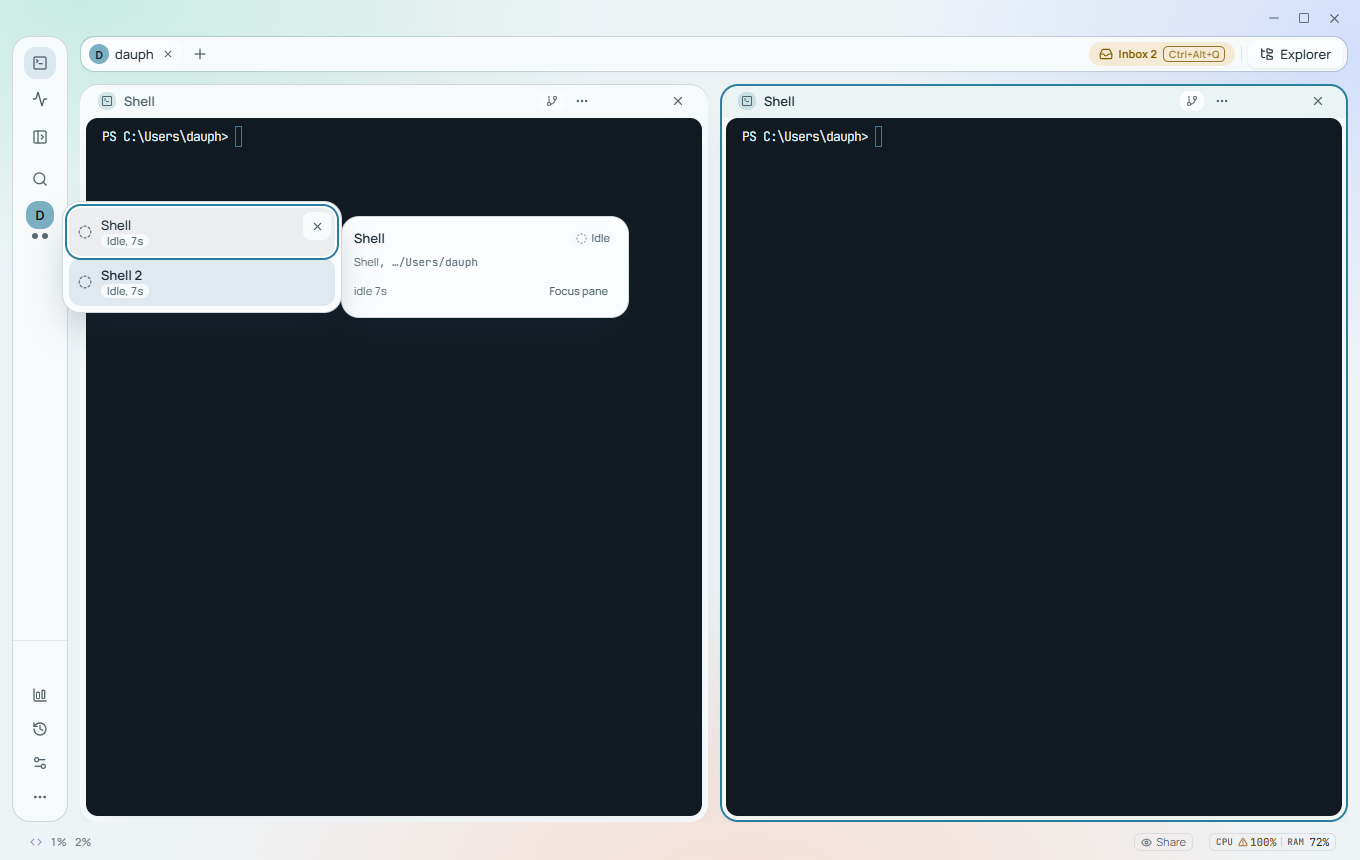 D dauph
Inbox 2 Ctrl+Alt+Q
Explorer
Shell
PS C:\Users\dauph>
Shell
PS C:\Users\dauph>
D
Shell
Idle, 7s
Shell 2
Idle, 7s
Shell
Idle
Shell, …/Users/dauph
idle 7s
Focus pane
1% 2%
Share
CPU 100% RAM 72%